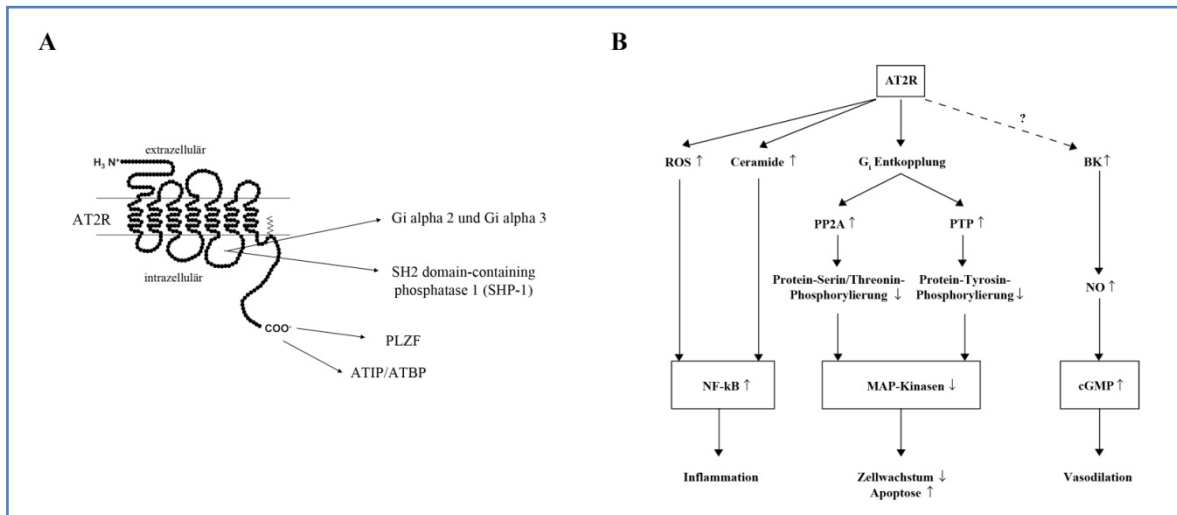 A
extrazellulär
H3 N+
AT2R
intrazellulär
COO-
Gi alpha 2 und Gi alpha 3
SH2 domain-containing
phosphatase 1 (SHP-1)
PLZF
ATIP/ATBP
B
AT2R
?
ROS ↑ Ceramide ↑ Gi Entkopplung BK↑
PP2A ↑ PTP ↑
Protein-Serin/Threonin-
Phosphorylierung ↓
Protein-Tyrosin-
Phosphorylierung↓
NO ↑
NF-kB ↑ MAP-Kinasen ↓ cGMP ↑
Inflammation
Zellwachstum ↓
Apoptose ↑
Vasodilation